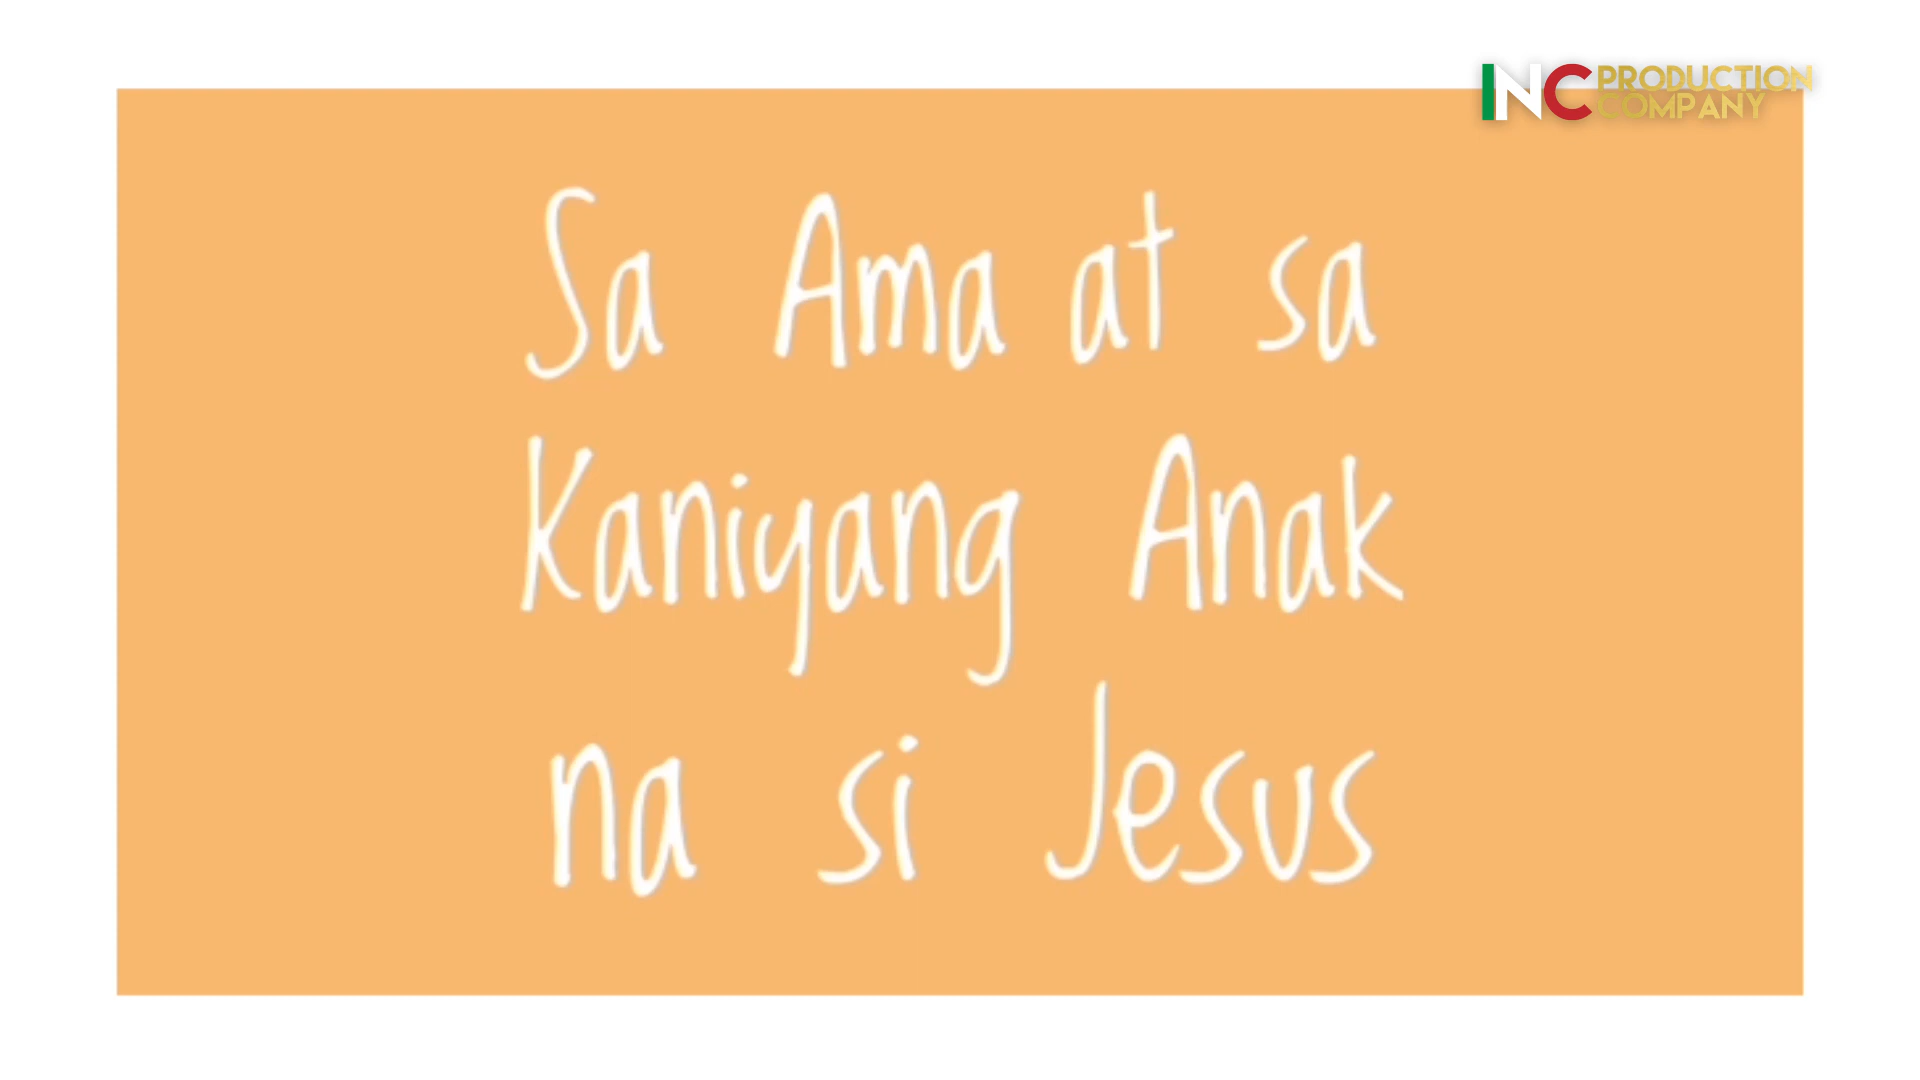 INC PRODUCTION
COMPANY
Sa Ama at sa
Kaniyang Anak
na si Jesus